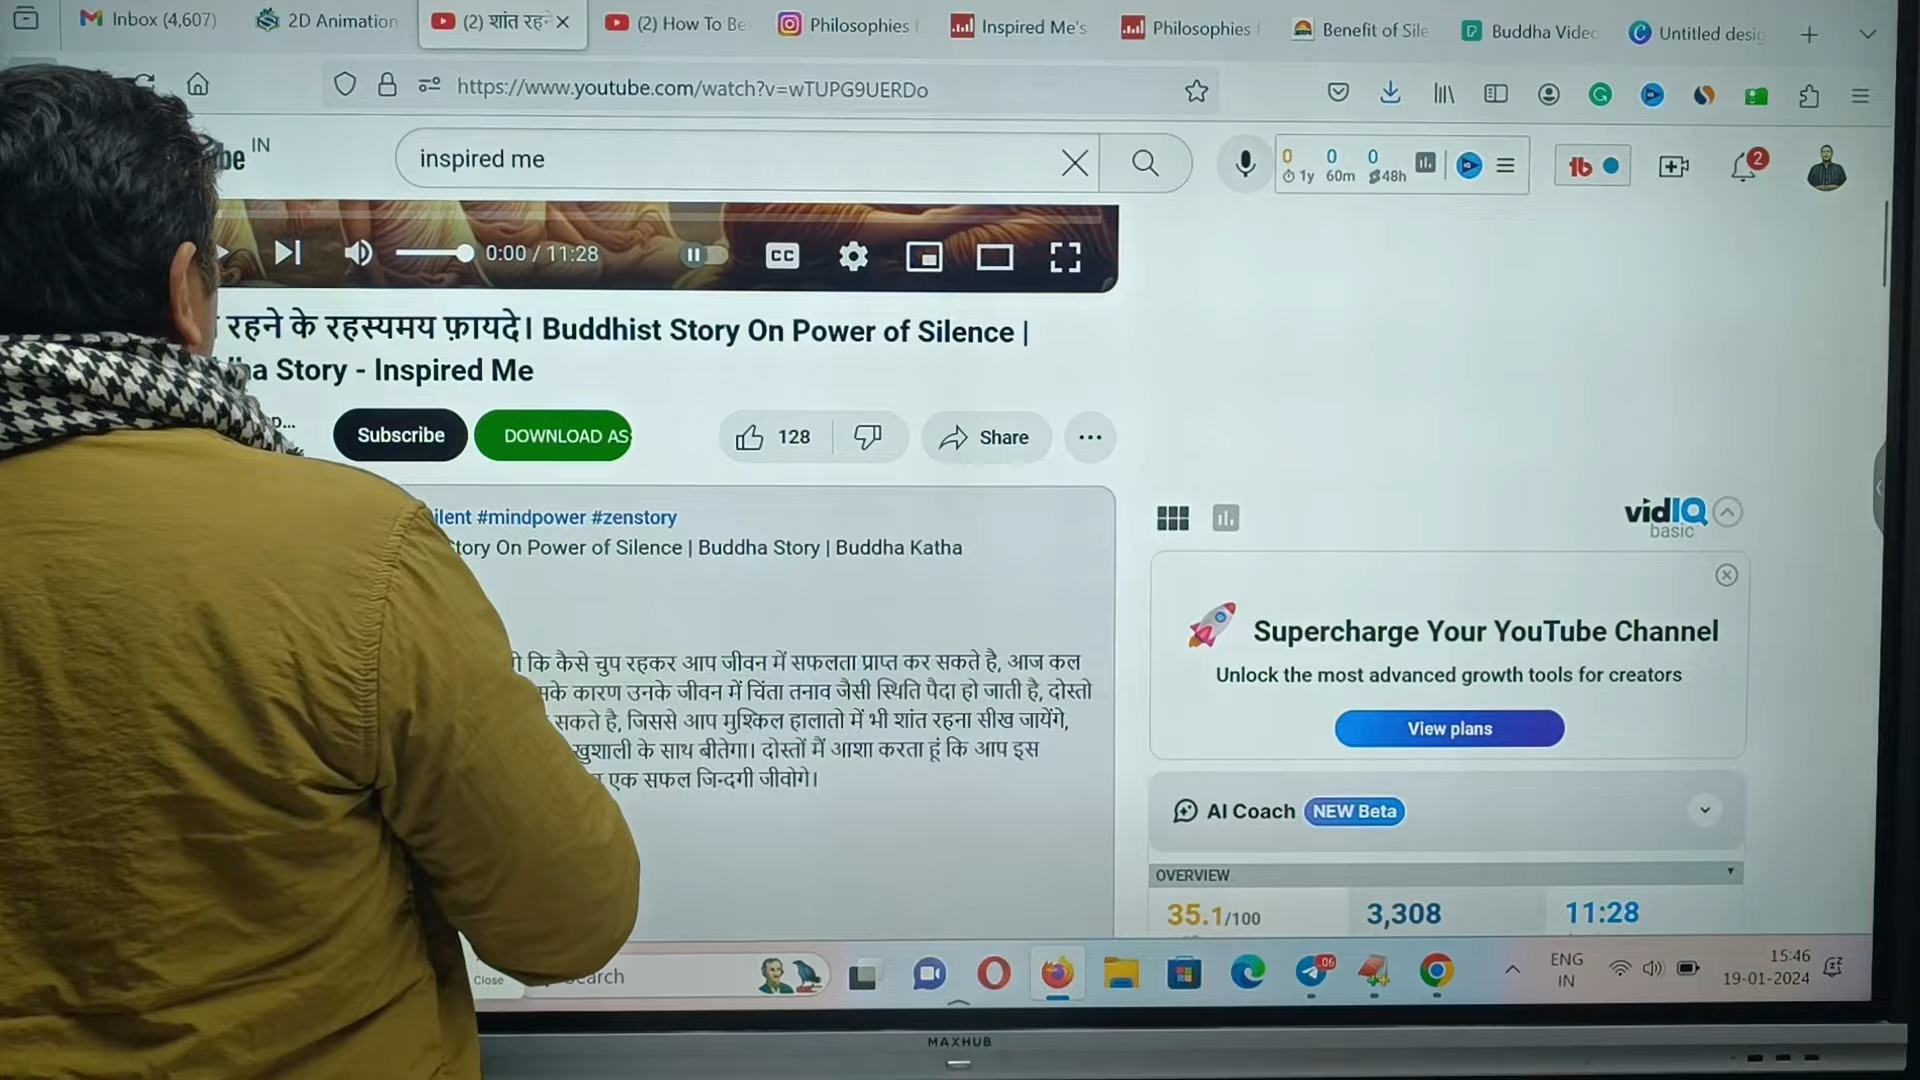 Inbox (4,607)
2D Animation
(2) शांत रह
(2) How To Be
Philosophies
Inspired Me's
Philosophies
Benefit of Sile
Buddha Videc
Untitled desig
https://www.youtube.com/watch?v=wTUPG9UERDo
be IN
inspired me
0 0 0
1y 60m 48h
2
0:00 / 11:28
CC
रहने के रहस्यमय फ़ायदे। Buddhist Story On Power of Silence |
Story - Inspired Me
Subscribe
DOWNLOAD AS
128
Share
ilent #mindpower #zenstory
tory On Power of Silence | Buddha Story | Buddha Katha
कि कैसे चुप रहकर आप जीवन में सफलता प्राप्त कर सकते है, आज कल
सके कारण उनके जीवन में चिंता तनाव जैसी स्थिति पैदा हो जाती है, दोस्तो
सकते है, जिससे आप मुश्किल हालातो में भी शांत रहना सीख जायेंगे,
खुशाली के साथ बीतेगा। दोस्तों मैं आशा करता हूं कि आप इस
एक सफल जिन्दगी जीवोगे।
vidIQ
basic
Supercharge Your YouTube Channel
Unlock the most advanced growth tools for creators
View plans
AI Coach NEW Beta
OVERVIEW
35.1/100 3,308 11:28
Close
earch
06
ENG
IN
15:46
19-01-2024
MAXHUB